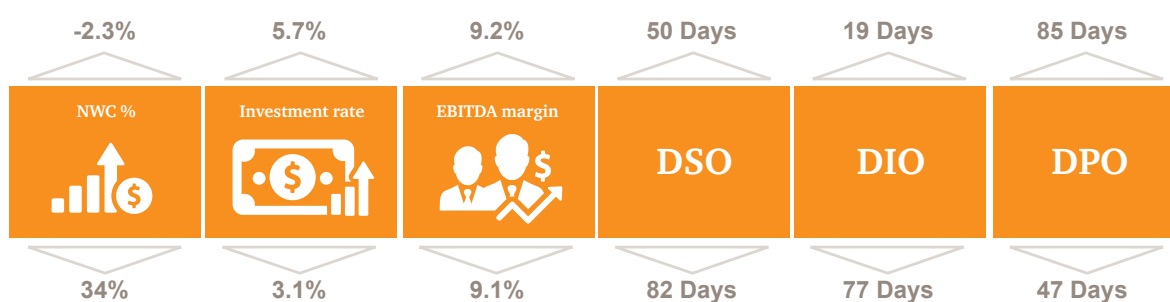 -2.3% 5.7% 9.2% 50 Days 19 Days 85 Days
NWC % Investment rate EBITDA margin
DSO DIO DPO
34% 3.1% 9.1% 82 Days 77 Days 47 Days